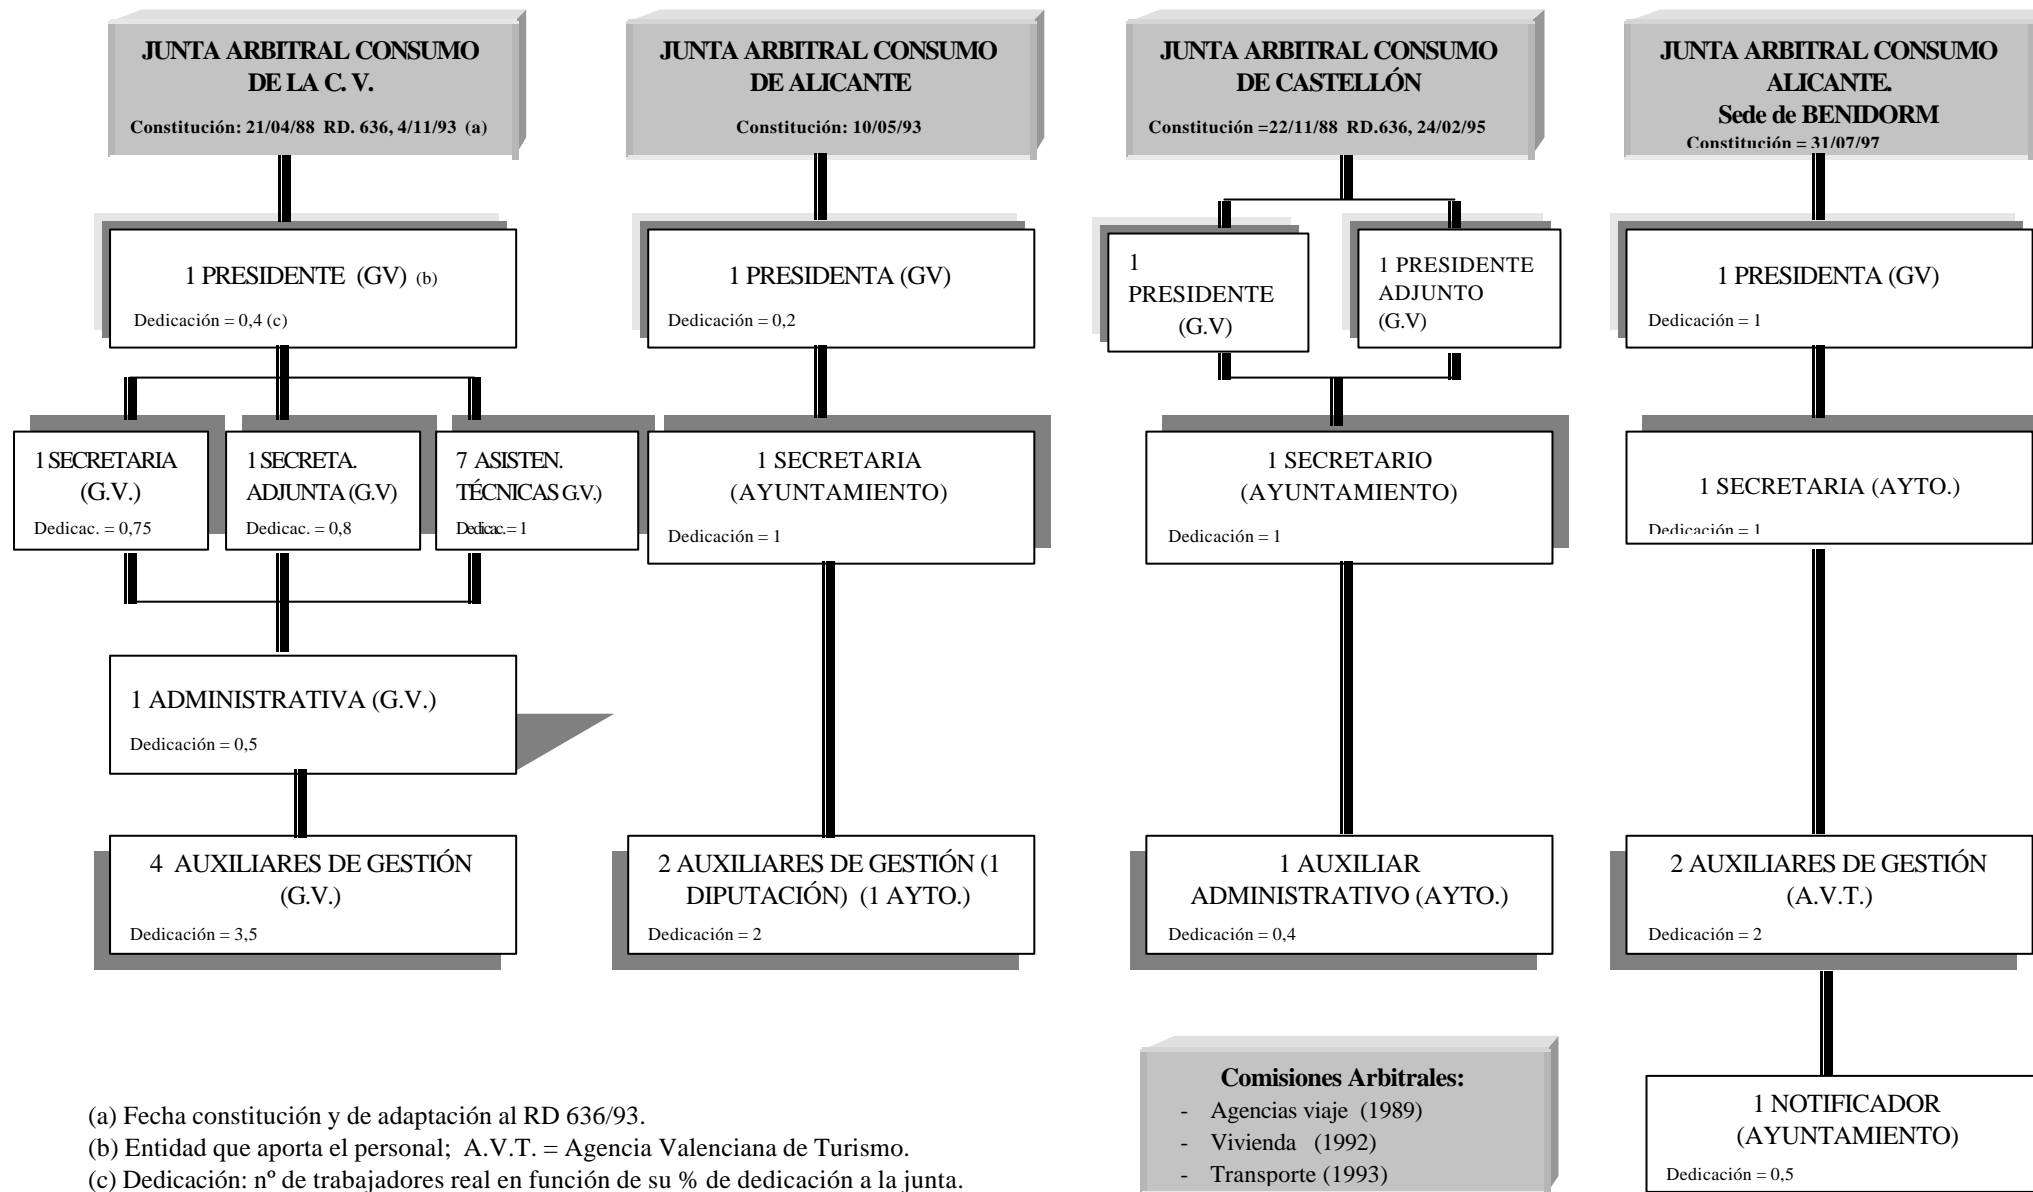 JUNTA ARBITRAL CONSUMO
DE LA C. V.
Constitución: 21/04/88 RD. 636, 4/11/93 (a)
1 PRESIDENTE (GV) (b)
Dedicación = 0,4 (c)
1 SECRETARIA
(G.V.)
Dedicac. = 0,75
1 SECRETA.
ADJUNTA (G.V)
Dedicac. = 0,8
7 ASISTEN.
TÉCNICAS G.V.)
Dedicac.= 1
1 ADMINISTRATIVA (G.V.)
Dedicación = 0,5
4 AUXILIARES DE GESTIÓN
(G.V.)
Dedicación = 3,5
JUNTA ARBITRAL CONSUMO
DE ALICANTE
Constitución: 10/05/93
1 PRESIDENTA (GV)
Dedicación = 0,2
1 SECRETARIA
(AYUNTAMIENTO)
Dedicación = 1
2 AUXILIARES DE GESTIÓN (1
DIPUTACIÓN) (1 AYTO.)
Dedicación = 2
JUNTA ARBITRAL CONSUMO
DE CASTELLÓN
Constitución =22/11/88 RD.636, 24/02/95
1
PRESIDENTE
(G.V)
1 PRESIDENTE
ADJUNTO
(G.V)
1 SECRETARIO
(AYUNTAMIENTO)
Dedicación = 1
1 AUXILIAR
ADMINISTRATIVO (AYTO.)
Dedicación = 0,4
JUNTA ARBITRAL CONSUMO
ALICANTE.
Sede de BENIDORM
Constitución = 31/07/97
1 PRESIDENTA (GV)
Dedicación = 1
1 SECRETARIA (AYTO.)
Dedicación = 1
2 AUXILIARES DE GESTIÓN
(A.V.T.)
Dedicación = 2
1 NOTIFICADOR
(AYUNTAMIENTO)
Dedicación = 0,5
Comisiones Arbitrales:
- Agencias viaje (1989)
- Vivienda (1992)
- Transporte (1993)
(a) Fecha constitución y de adaptación al RD 636/93.
(b) Entidad que aporta el personal; A.V.T. = Agencia Valenciana de Turismo.
(c) Dedicación: nº de trabajadores real en función de su % de dedicación a la junta.